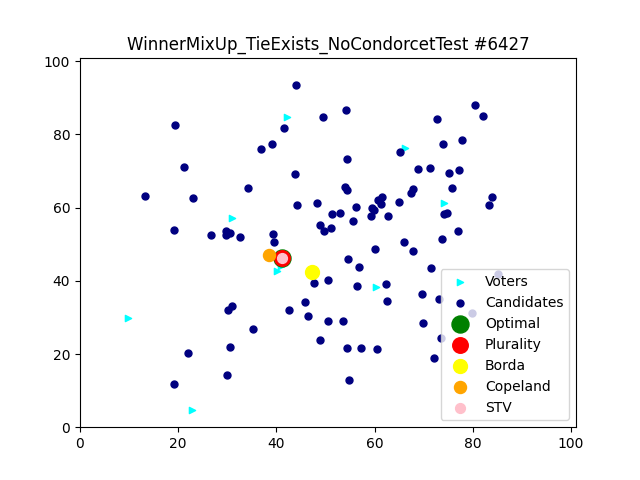 WinnerMixUp_TieExists_NoCondorcetTest #6427
100
80
60
40
20
0
0 20 40 60 80 100
Voters
Candidates
Optimal
Plurality
Borda
Copeland
STV